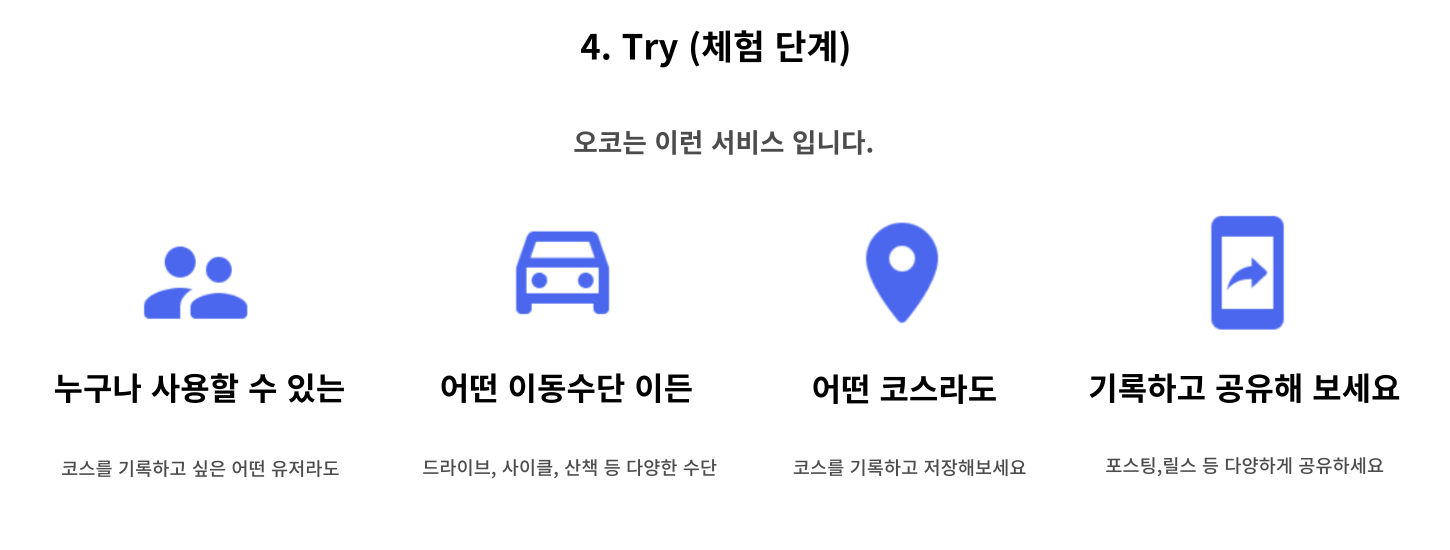 4. Try (체험 단계)
오코는 이런 서비스 입니다.
누구나 사용할 수 있는
코스를 기록하고 싶은 어떤 유저라도
어떤 이동수단 이든
드라이브, 사이클, 산책 등 다양한 수단
어떤 코스라도
코스를 기록하고 저장해보세요
기록하고 공유해 보세요
포스팅,릴스 등 다양하게 공유하세요